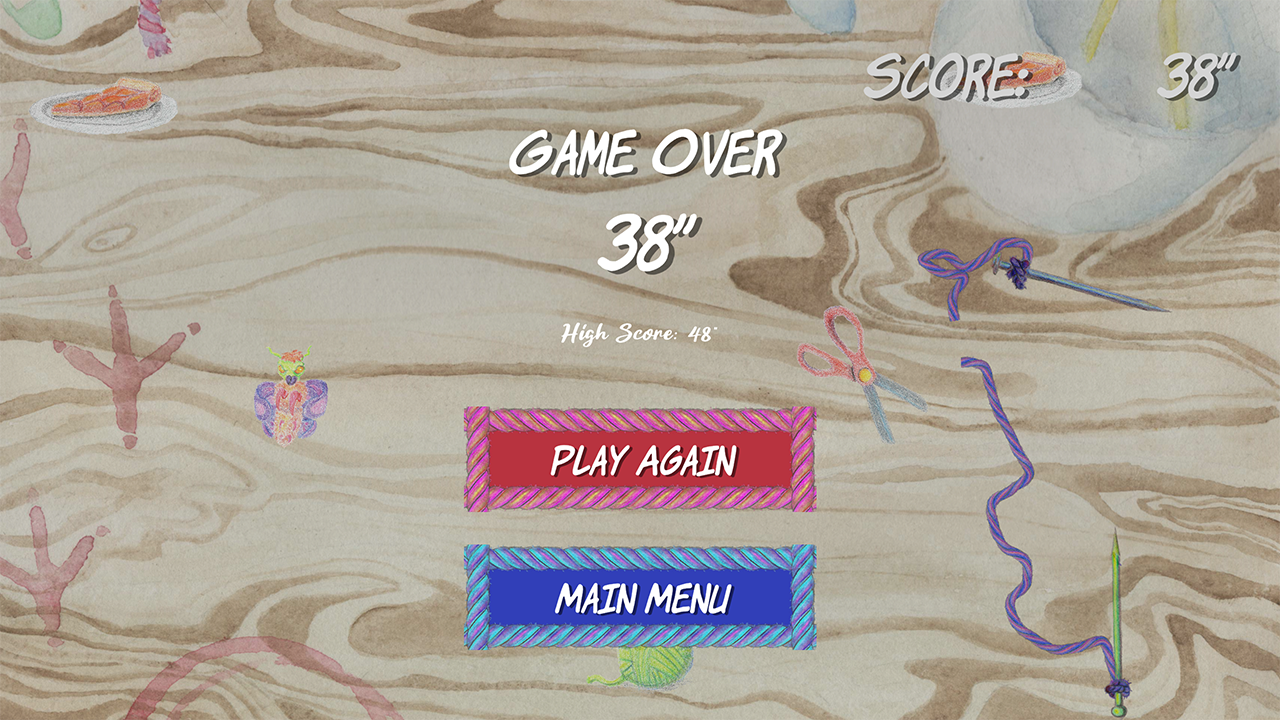 SCORE: 38"
GAME OVER
38"
High Score: 48"
PLAY AGAIN
MAIN MENU